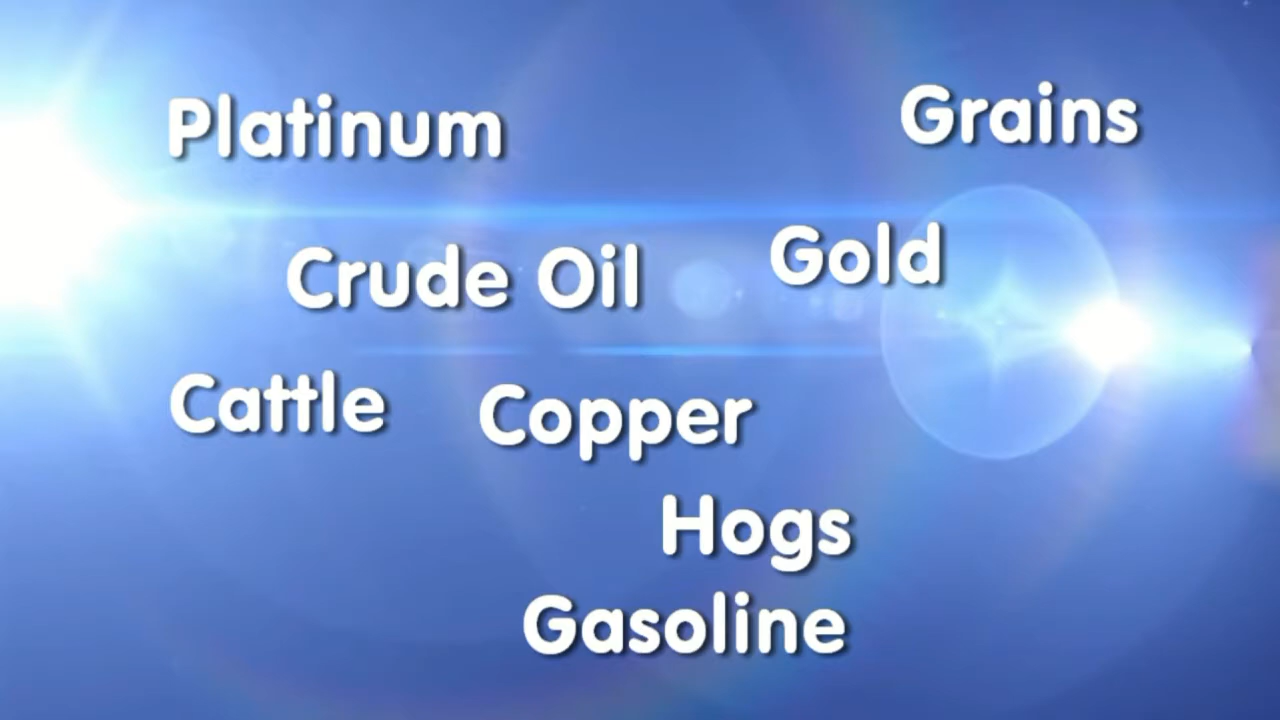 Platinum
Grains
Crude Oil
Gold
Cattle
Copper
Hogs
Gasoline